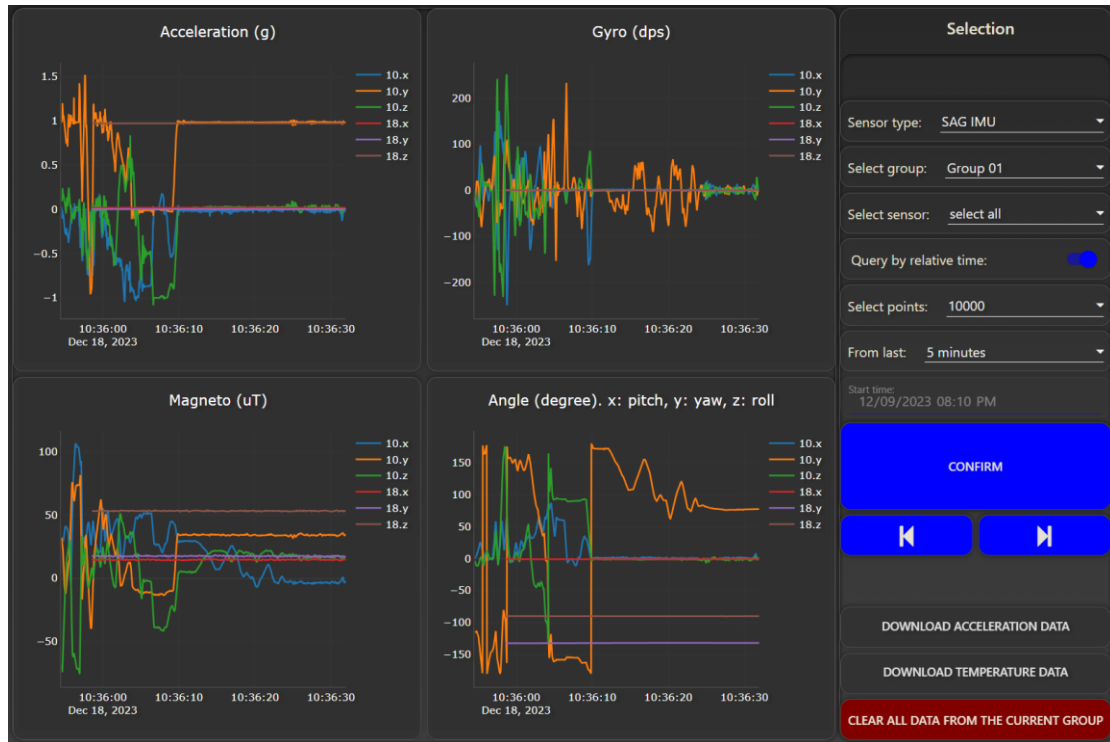 Acceleration (g)
1.5
1
0.5
0
−0.5
−1
10:36:00 10:36:10 10:36:20 10:36:30
Dec 18, 2023
10.x
10.y
10.z
18.x
18.y
18.z
Gyro (dps)
200
100
0
−100
−200
10:36:00 10:36:10 10:36:20 10:36:30
Dec 18, 2023
10.x
10.y
10.z
18.x
18.y
18.z
Magneto (uT)
100
50
0
−50
10:36:00 10:36:10 10:36:20 10:36:30
Dec 18, 2023
10.x
10.y
10.z
18.x
18.y
18.z
Angle (degree). x: pitch, y: yaw, z: roll
150
100
50
0
−50
−100
−150
10:36:00 10:36:10 10:36:20 10:36:30
Dec 18, 2023
10.x
10.y
10.z
18.x
18.y
18.z
Selection
Sensor type: SAG IMU
Select group: Group 01
Select sensor: select all
Query by relative time:
Select points: 10000
From last: 5 minutes
Start time:
12/09/2023 08:10 PM
CONFIRM
DOWNLOAD ACCELERATION DATA
DOWNLOAD TEMPERATURE DATA
CLEAR ALL DATA FROM THE CURRENT GROUP